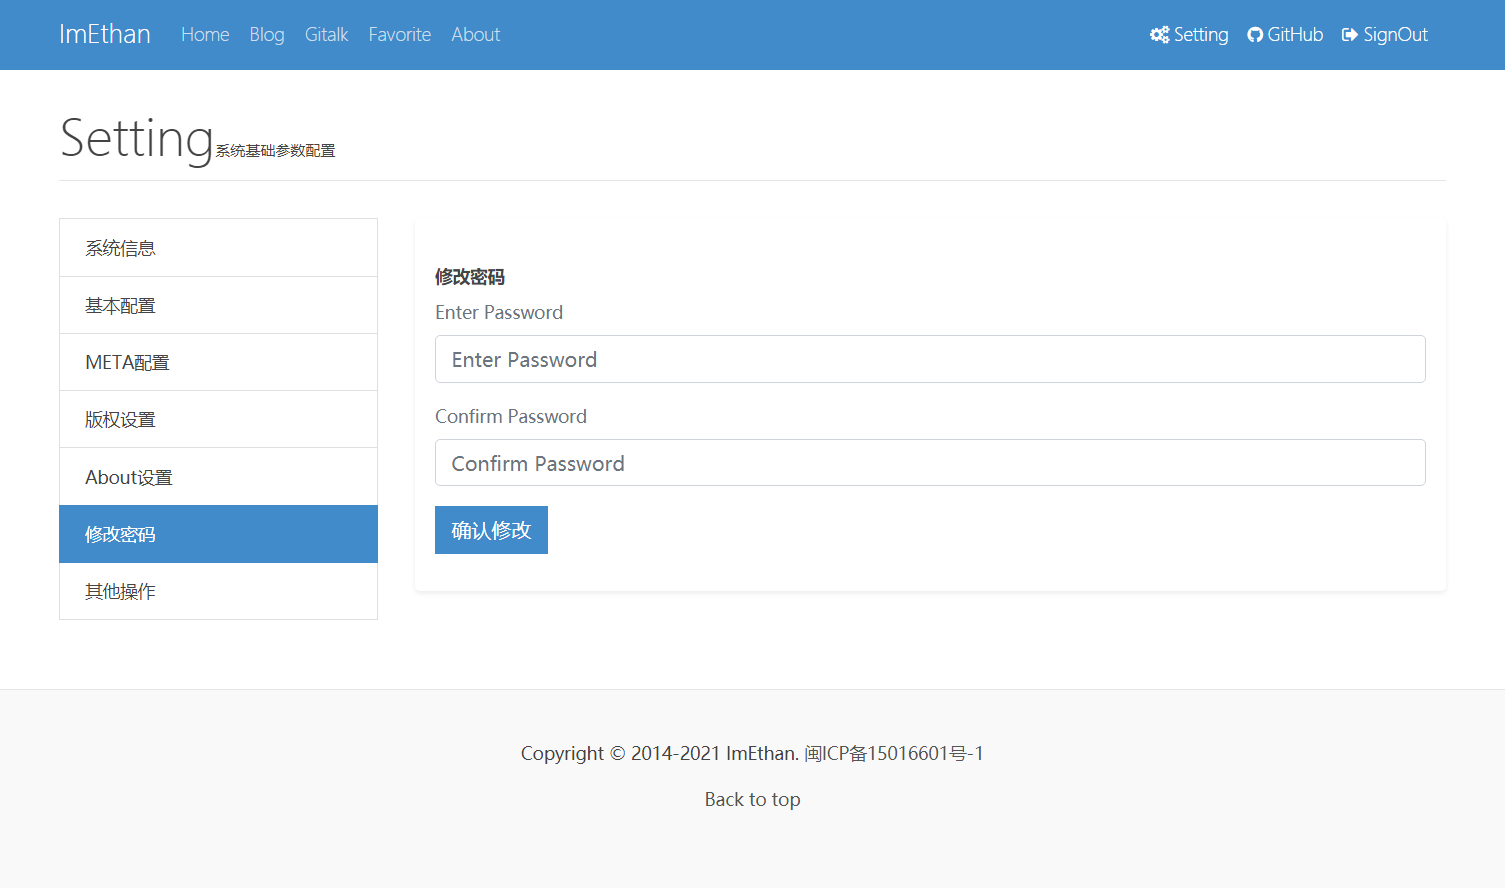 ImEthan Home Blog Gitalk Favorite About Setting GitHub SignOut
Setting系统基础参数配置
系统信息
基本配置
META配置
版权设置
About设置
修改密码
其他操作
修改密码
Enter Password
Enter Password
Confirm Password
Confirm Password
确认修改
Copyright © 2014-2021 ImEthan. 闽ICP备15016601号-1
Back to top